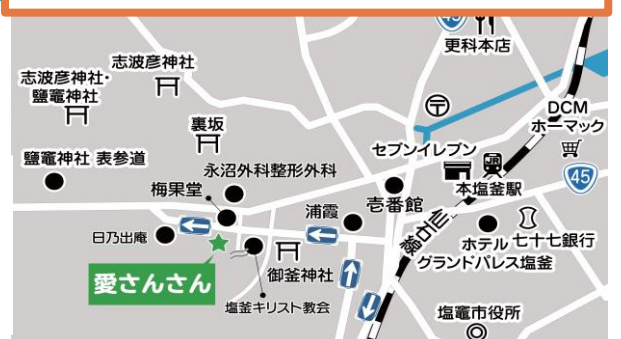 45
更科本店
志波彦神社
志波彦神社・
鹽竈神社
裏坂
DCM
ホーマック
鹽竈神社 表参道
永沼外科整形外科
セブンイレブン
梅果堂
45
浦霞
壱番館
本塩釜駅
仙石線
日乃出庵
ホテル
グランドパレス塩釜
七十七銀行
御釜神社
愛さんさん
塩釜キリスト教会
塩竈市役所